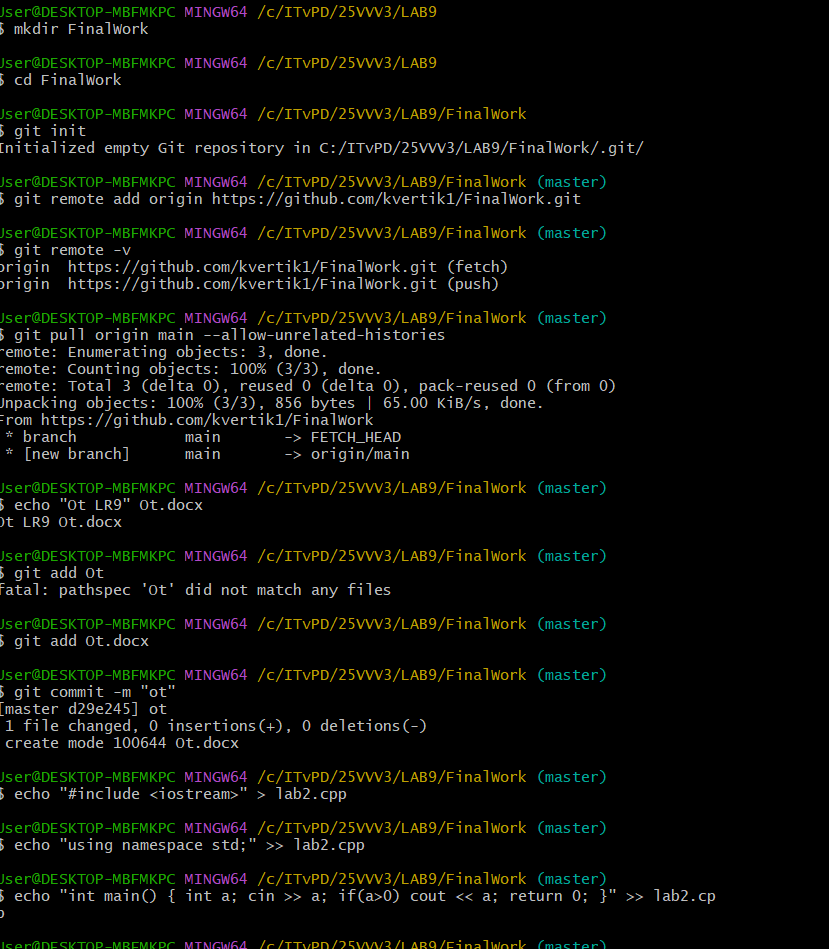 User@DESKTOP-MBFMKPC MINGW64 /c/ITvPD/25VVV3/LAB9
$ mkdir FinalWork
User@DESKTOP-MBFMKPC MINGW64 /c/ITvPD/25VVV3/LAB9
$ cd FinalWork
User@DESKTOP-MBFMKPC MINGW64 /c/ITvPD/25VVV3/LAB9/FinalWork
$ git init
Initialized empty Git repository in C:/ITvPD/25VVV3/LAB9/FinalWork/.git/
User@DESKTOP-MBFMKPC MINGW64 /c/ITvPD/25VVV3/LAB9/FinalWork (master)
$ git remote add origin https://github.com/kvertik1/FinalWork.git
User@DESKTOP-MBFMKPC MINGW64 /c/ITvPD/25VVV3/LAB9/FinalWork (master)
$ git remote -v
origin  https://github.com/kvertik1/FinalWork.git (fetch)
origin  https://github.com/kvertik1/FinalWork.git (push)
User@DESKTOP-MBFMKPC MINGW64 /c/ITvPD/25VVV3/LAB9/FinalWork (master)
$ git pull origin main --allow-unrelated-histories
remote: Enumerating objects: 3, done.
remote: Counting objects: 100% (3/3), done.
remote: Total 3 (delta 0), reused 0 (delta 0), pack-reused 0 (from 0)
Unpacking objects: 100% (3/3), 856 bytes | 65.00 KiB/s, done.
From https://github.com/kvertik1/FinalWork
 * branch            main       -> FETCH_HEAD
 * [new branch]      main       -> origin/main
User@DESKTOP-MBFMKPC MINGW64 /c/ITvPD/25VVV3/LAB9/FinalWork (master)
$ echo "Ot LR9" Ot.docx
Ot LR9 Ot.docx
User@DESKTOP-MBFMKPC MINGW64 /c/ITvPD/25VVV3/LAB9/FinalWork (master)
$ git add Ot
fatal: pathspec 'Ot' did not match any files
User@DESKTOP-MBFMKPC MINGW64 /c/ITvPD/25VVV3/LAB9/FinalWork (master)
$ git add Ot.docx
User@DESKTOP-MBFMKPC MINGW64 /c/ITvPD/25VVV3/LAB9/FinalWork (master)
$ git commit -m "ot"
[master d29e245] ot
 1 file changed, 0 insertions(+), 0 deletions(-)
 create mode 100644 Ot.docx
User@DESKTOP-MBFMKPC MINGW64 /c/ITvPD/25VVV3/LAB9/FinalWork (master)
$ echo "#include <iostream>" > lab2.cpp
User@DESKTOP-MBFMKPC MINGW64 /c/ITvPD/25VVV3/LAB9/FinalWork (master)
$ echo "using namespace std;" >> lab2.cpp
User@DESKTOP-MBFMKPC MINGW64 /c/ITvPD/25VVV3/LAB9/FinalWork (master)
$ echo "int main() { int a; cin >> a; if(a>0) cout << a; return 0; }" >> lab2.cp
p
User@DESKTOP-MBFMKPC MINGW64 /c/ITvPD/25VVV3/LAB9/FinalWork (master)